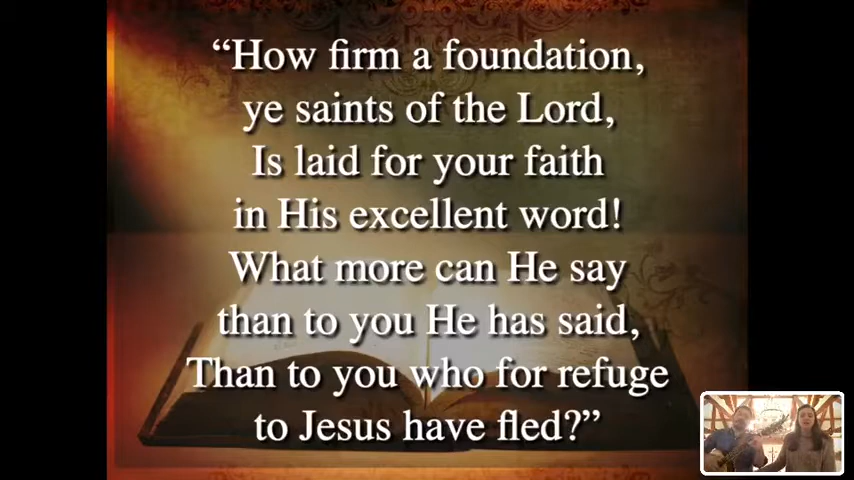 “How firm a foundation,
ye saints of the Lord,
Is laid for your faith
in His excellent word!
What more can He say
than to you He has said,
Than to you who for refuge
to Jesus have fled?”